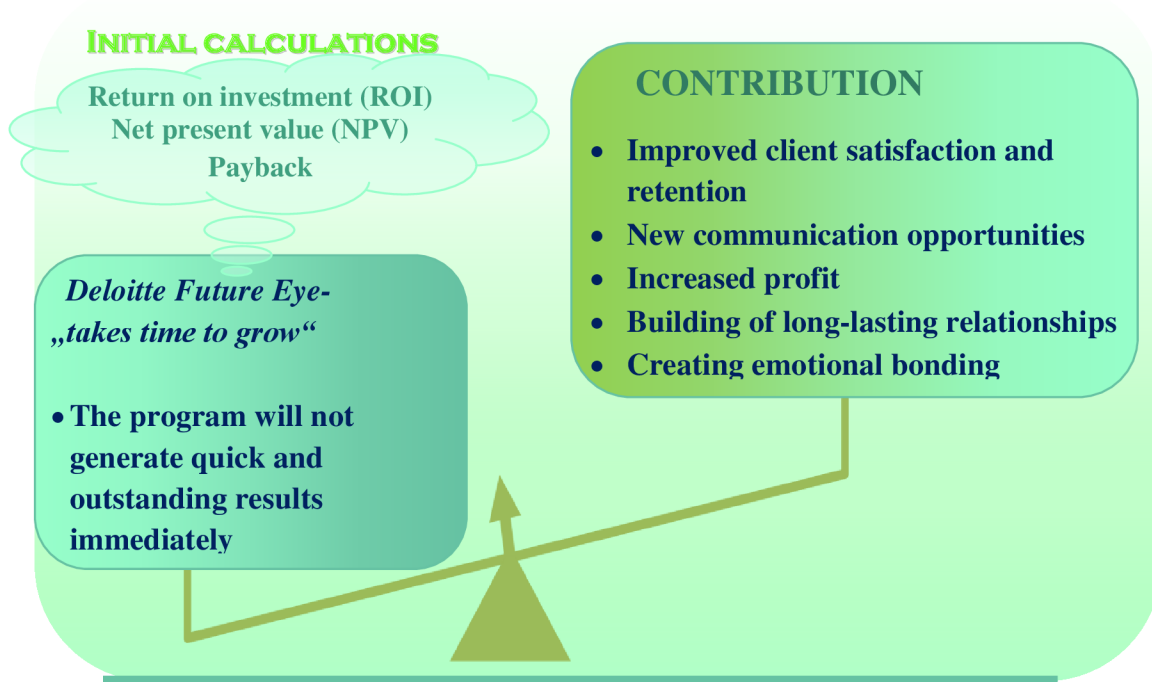 INITIAL CALCULATIONS
Return on investment (ROI)
Net present value (NPV)
Payback
Deloitte Future Eye-
„takes time to grow“
• The program will not
generate quick and
outstanding results
immediately
CONTRIBUTION
• Improved client satisfaction and
retention
• New communication opportunities
• Increased profit
• Building of long-lasting relationships
• Creating emotional bonding